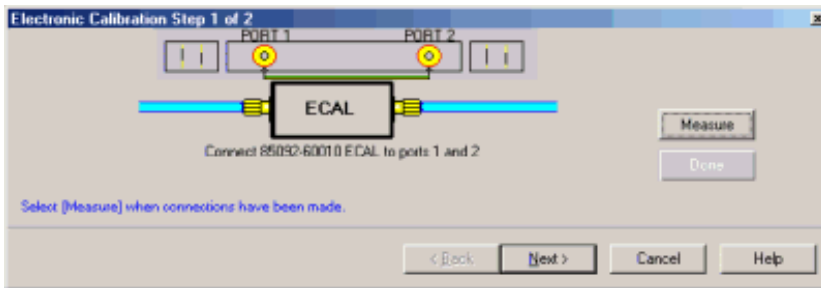 Electronic Calibration Step 1 of 2
PORT 1
PORT 2
ECAL
Connect 85092-60010 ECAL to ports 1 and 2
Measure
Done
Select [Measure] when connections have been made.
< Back
Next >
Cancel
Help